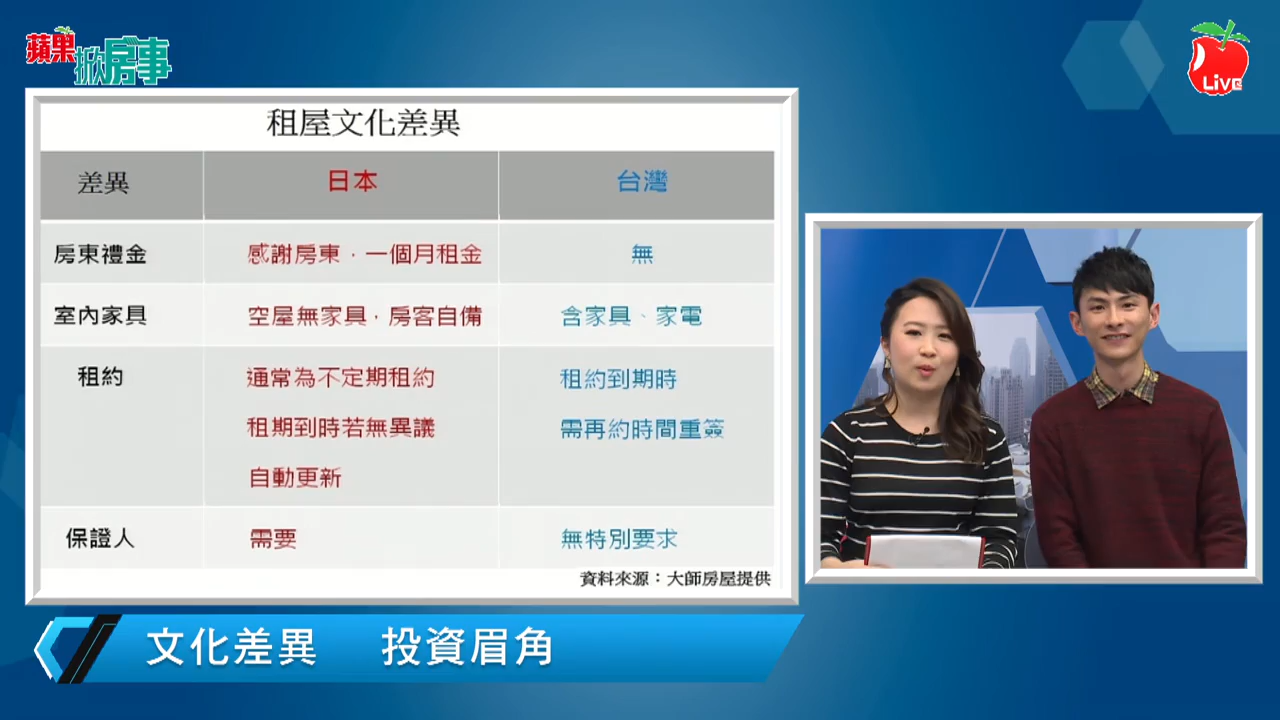 蘋果
掀房事
Live
租屋文化差異
差異 日本 台灣
房東禮金 感謝房東，一個月租金 無
室內家具 空屋無家具，房客自備 含家具、家電
租約 通常為不定期租約 租約到期時
租期到時若無異議 需再約時間重簽
自動更新
保證人 需要 無特別要求
資料來源：大師房屋提供
文化差異 投資眉角